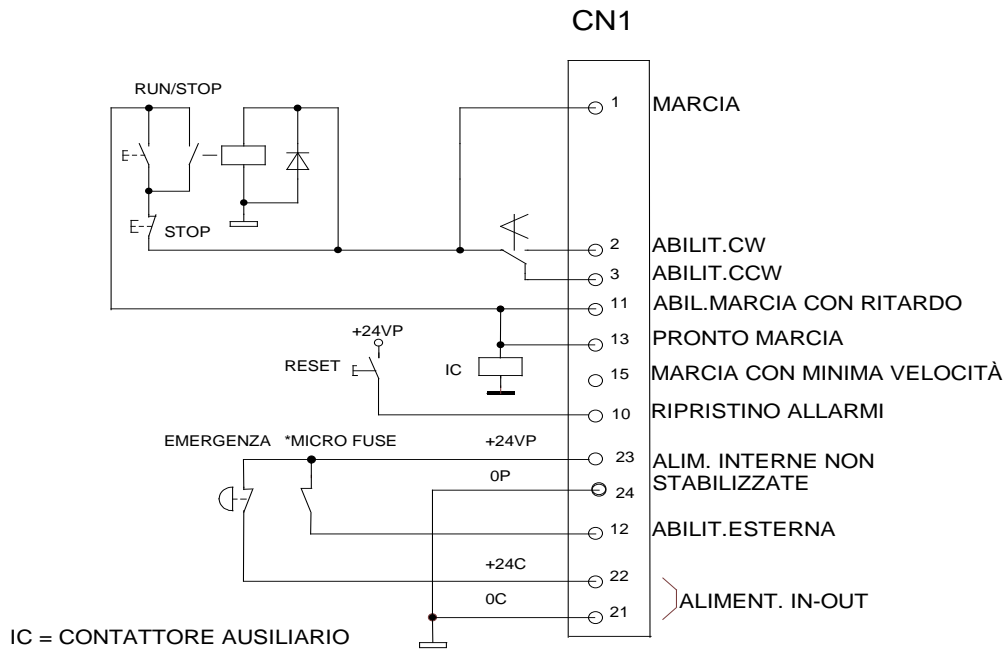 CN1
RUN/STOP
1 MARCIA
STOP
2 ABILIT.CW
3 ABILIT.CCW
11 ABIL.MARCIA CON RITARDO
+24VP
13 PRONTO MARCIA
RESET
IC
15 MARCIA CON MINIMA VELOCITÀ
10 RIPRISTINO ALLARMI
EMERGENZA *MICRO FUSE +24VP
23 ALIM. INTERNE NON
0P
24 STABILIZZATE
12 ABILIT.ESTERNA
+24C
22
ALIMENT. IN-OUT
0C
21
IC = CONTATTORE AUSILIARIO